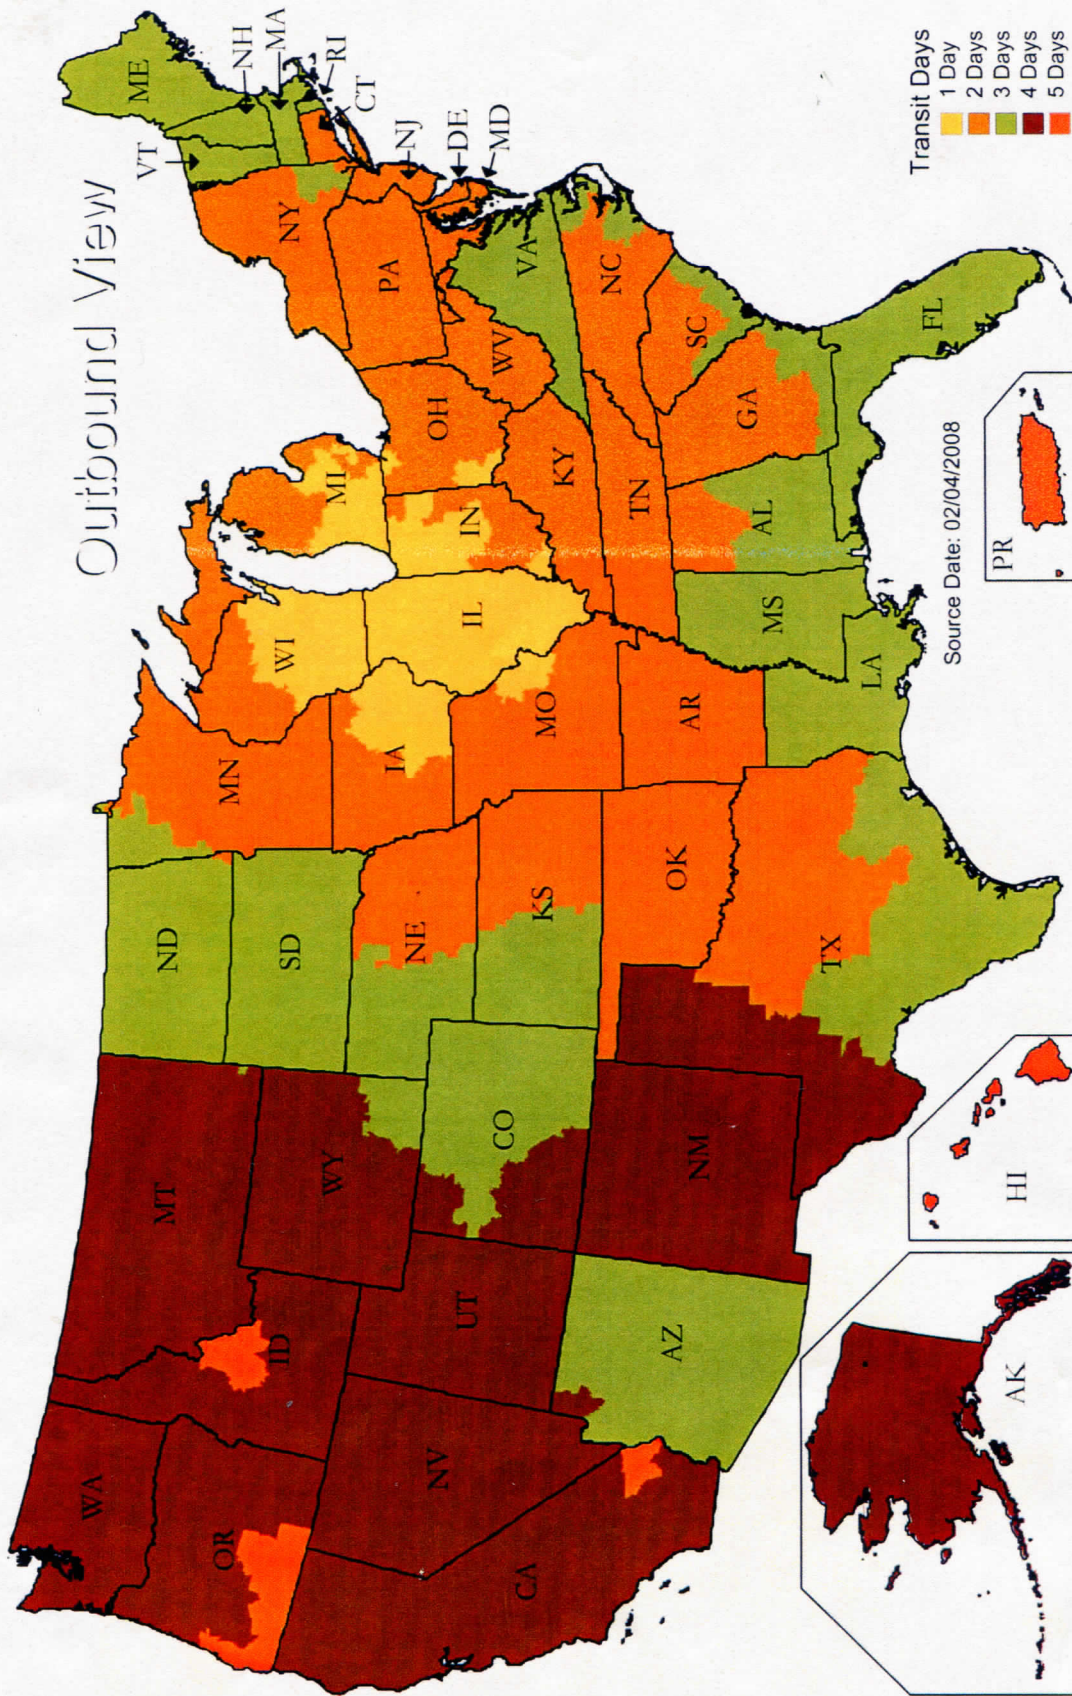 Outbound View
WA
OR
CA
NV
ID
MT
WY
UT
AZ
CO
NM
ND
SD
NE
KS
OK
TX
MN
IA
MO
AR
LA
WI
IL
MI
IN
OH
KY
TN
MS
AL
GA
FL
SC
NC
VA
WV
PA
NY
VT
ME
NH
MA
RI
CT
NJ
DE
MD
AK
HI
PR
Source Date: 02/04/2008
Transit Days
1 Day
2 Days
3 Days
4 Days
5 Days